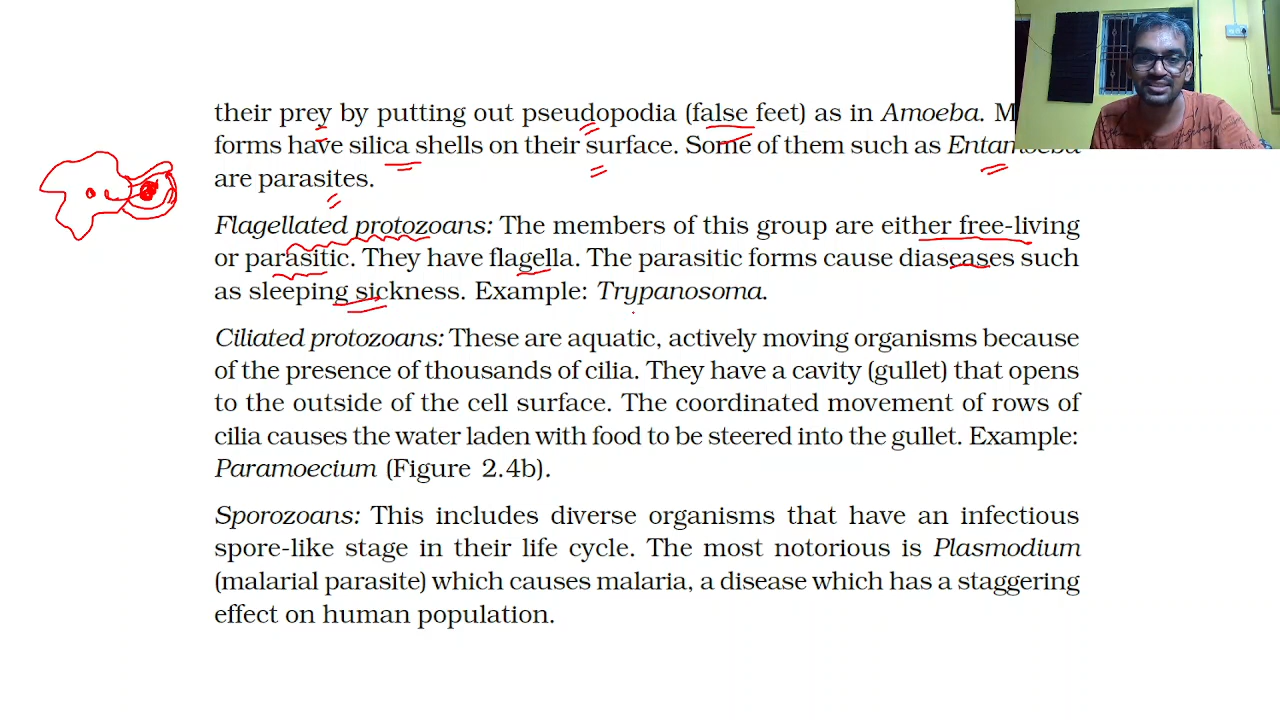 their prey by putting out pseudopodia (false feet) as in Amoeba.
forms have silica shells on their surface. Some of them such as Entamoeba
are parasites.
Flagellated protozoans: The members of this group are either free-living
or parasitic. They have flagella. The parasitic forms cause diaseases such
as sleeping sickness. Example: Trypanosoma.
Ciliated protozoans: These are aquatic, actively moving organisms because
of the presence of thousands of cilia. They have a cavity (gullet) that opens
to the outside of the cell surface. The coordinated movement of rows of
cilia causes the water laden with food to be steered into the gullet. Example:
Paramoecium (Figure 2.4b).
Sporozoans: This includes diverse organisms that have an infectious
spore-like stage in their life cycle. The most notorious is Plasmodium
(malarial parasite) which causes malaria, a disease which has a staggering
effect on human population.